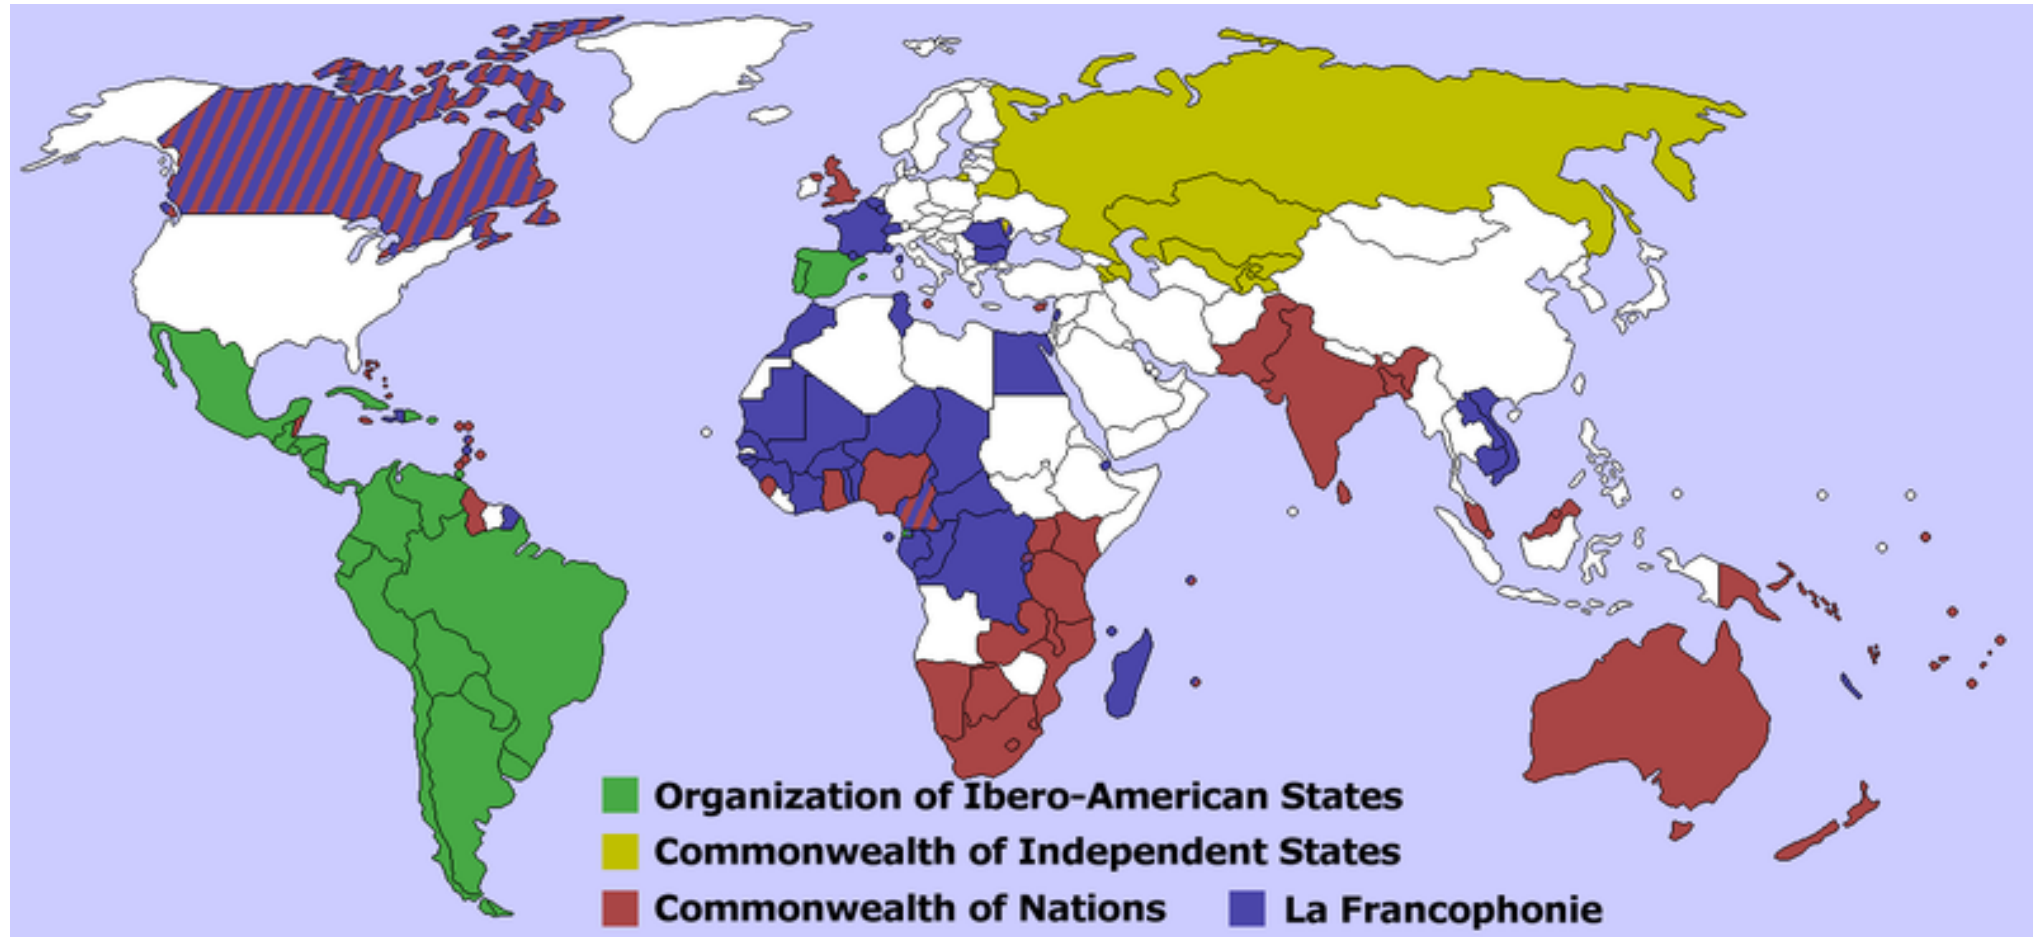 Organization of Ibero-American States
Commonwealth of Independent States
Commonwealth of Nations La Francophonie